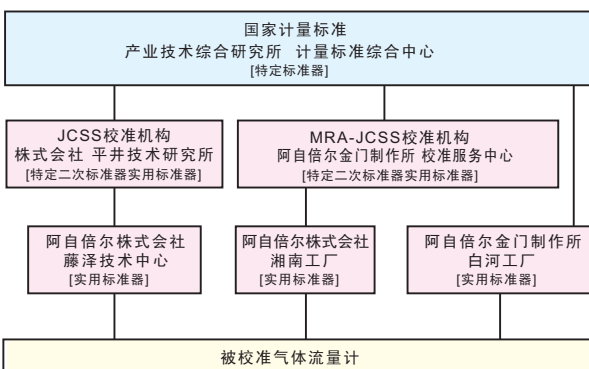 国家计量标准
产业技术综合研究所 计量标准综合中心
[特定标准器]
JCSS校准机构
株式会社 平井技术研究所
[特定二次标准器实用标准器]
MRA-JCSS校准机构
阿自倍尔金门制作所 校准服务中心
[特定二次标准器实用标准器]
阿自倍尔株式会社
藤泽技术中心
[实用标准器]
阿自倍尔株式会社
湘南工厂
[实用标准器]
阿自倍尔金门制作所
白河工厂
[实用标准器]
被校准气体流量计